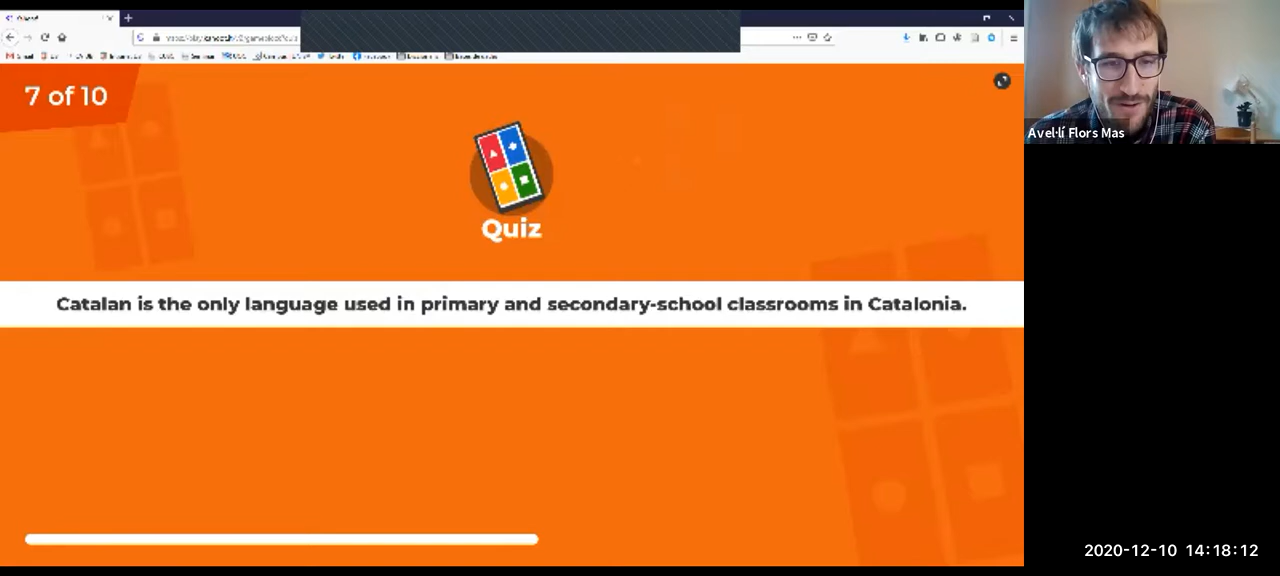 7 of 10
Quiz
Catalan is the only language used in primary and secondary-school classrooms in Catalonia.
Avel·lí Flors Mas
2020-12-10 14:18:12